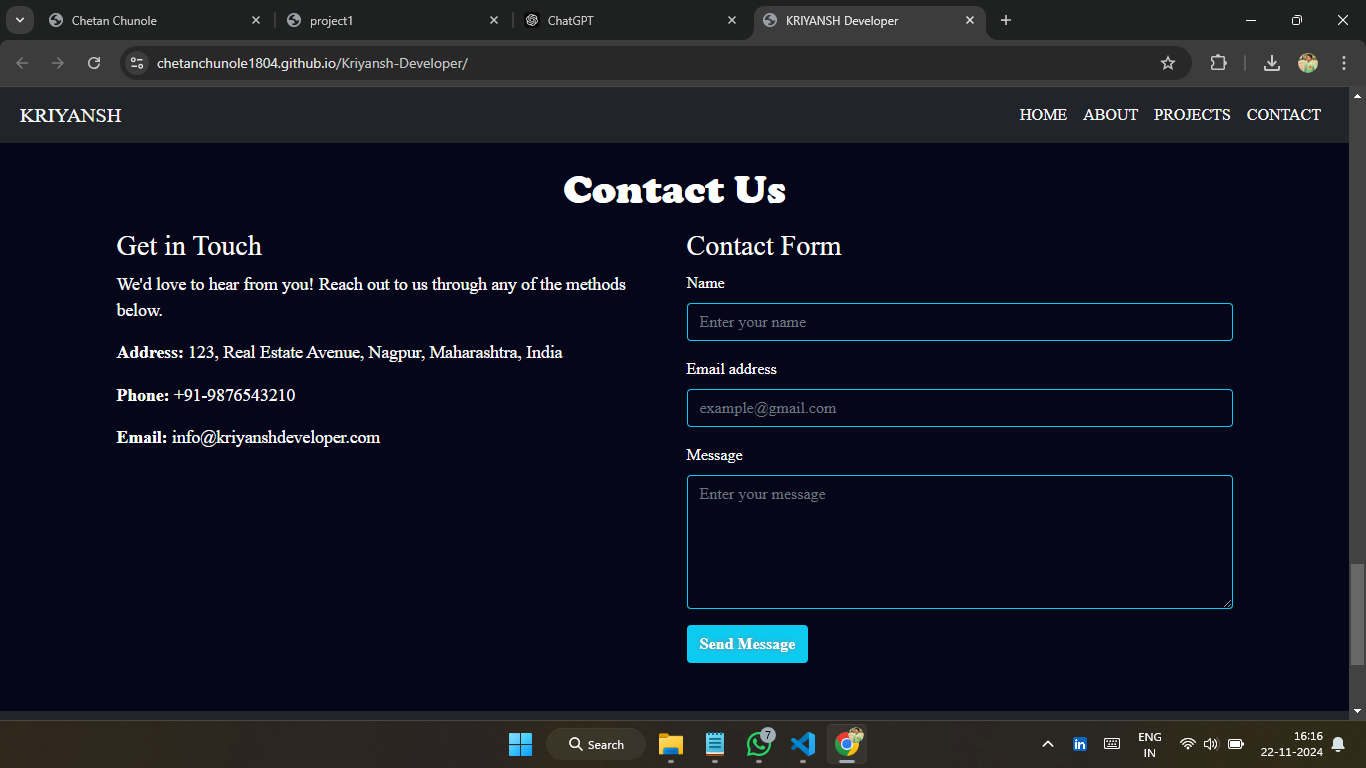 Chetan Chunole
project1
ChatGPT
KRIYANSH Developer
chetanchunole1804.github.io/Kriyansh-Developer/
KRIYANSH
HOME ABOUT PROJECTS CONTACT
Contact Us
Get in Touch
We'd love to hear from you! Reach out to us through any of the methods
below.
Address: 123, Real Estate Avenue, Nagpur, Maharashtra, India
Phone: +91-9876543210
Email: info@kriyanshdeveloper.com
Contact Form
Name
Enter your name
Email address
example@gmail.com
Message
Enter your message
Send Message
Search
7
in
ENG
IN
16:16
22-11-2024